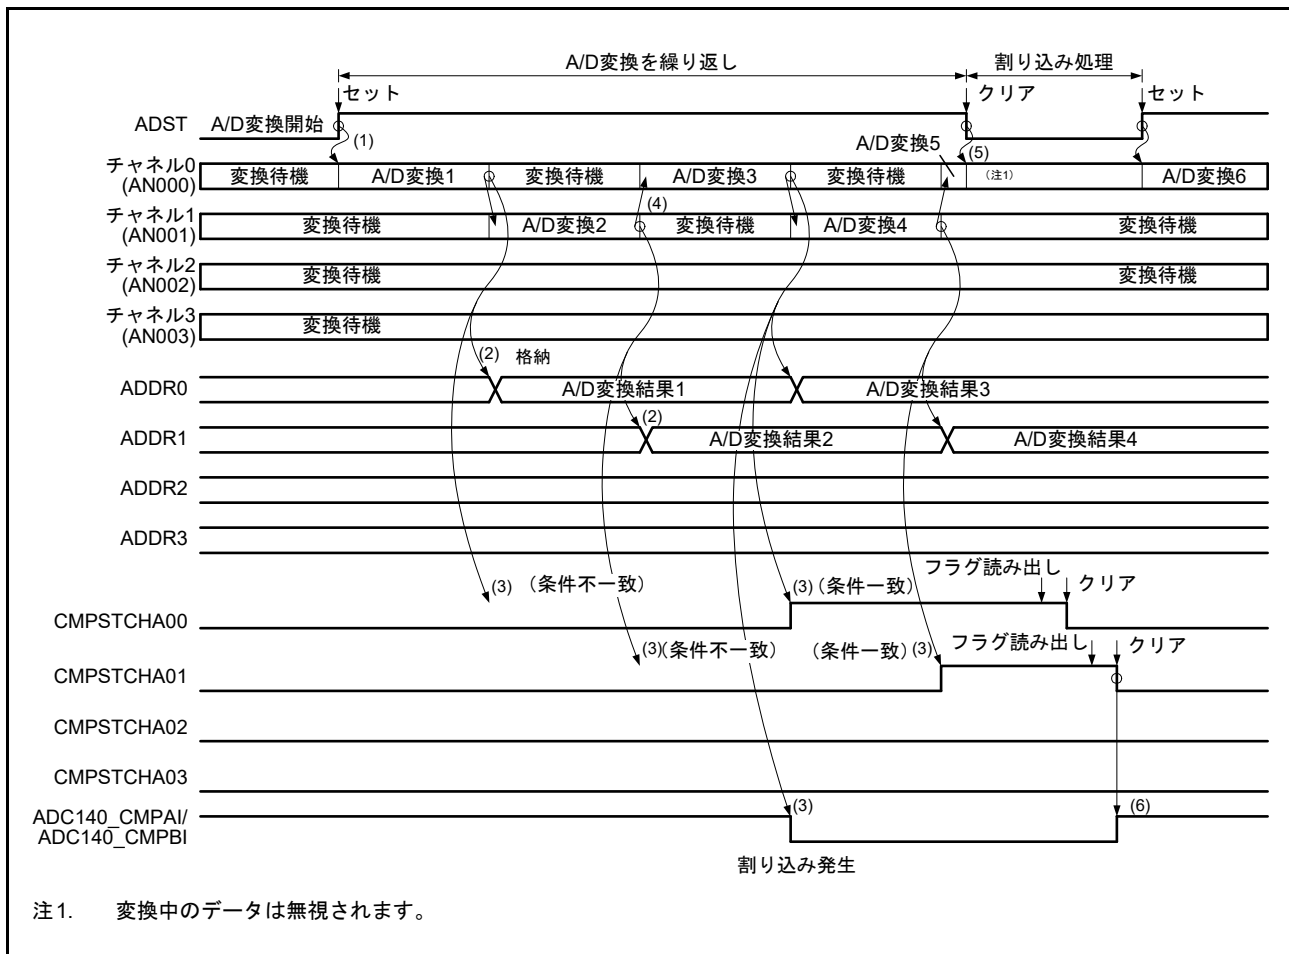 A/D変換を繰り返し 割り込み処理
セット クリア セット
ADST A/D変換開始 (1) A/D変換5 (5)
チャネル0
(AN000) 変換待機 A/D変換1 変換待機 A/D変換3 変換待機 (注1) A/D変換6
(4)
チャネル1
(AN001) 変換待機 A/D変換2 変換待機 A/D変換4 変換待機
チャネル2
(AN002) 変換待機 変換待機
チャネル3
(AN003) 変換待機
(2) 格納
ADDR0 A/D変換結果1 A/D変換結果3
(2)
ADDR1 A/D変換結果2 A/D変換結果4
ADDR2
ADDR3
フラグ読み出し クリア
(3) (条件不一致) (3) (条件一致)
CMPSTCHA00
(3)(条件不一致) (条件一致) (3) フラグ読み出し クリア
CMPSTCHA01
CMPSTCHA02
CMPSTCHA03
ADC140_CMPAI/
ADC140_CMPBI (3) (6)
割り込み発生
注1. 変換中のデータは無視されます。